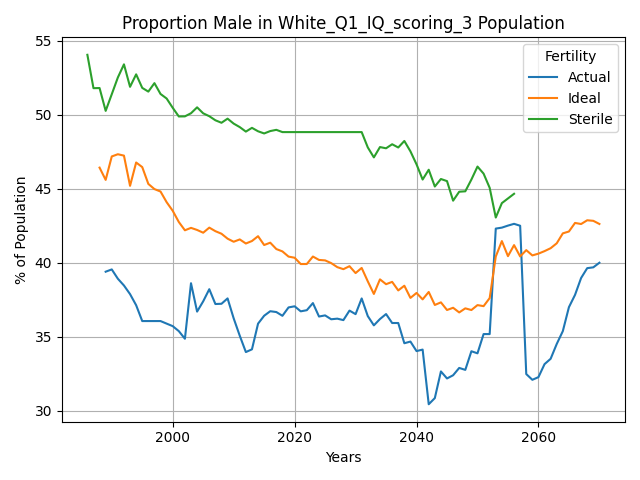 Proportion Male in White_Q1_IQ_scoring_3 Population
% of Population
55
50
45
40
35
30
Fertility
Actual
Ideal
Sterile
2000
2020
2040
2060
Years